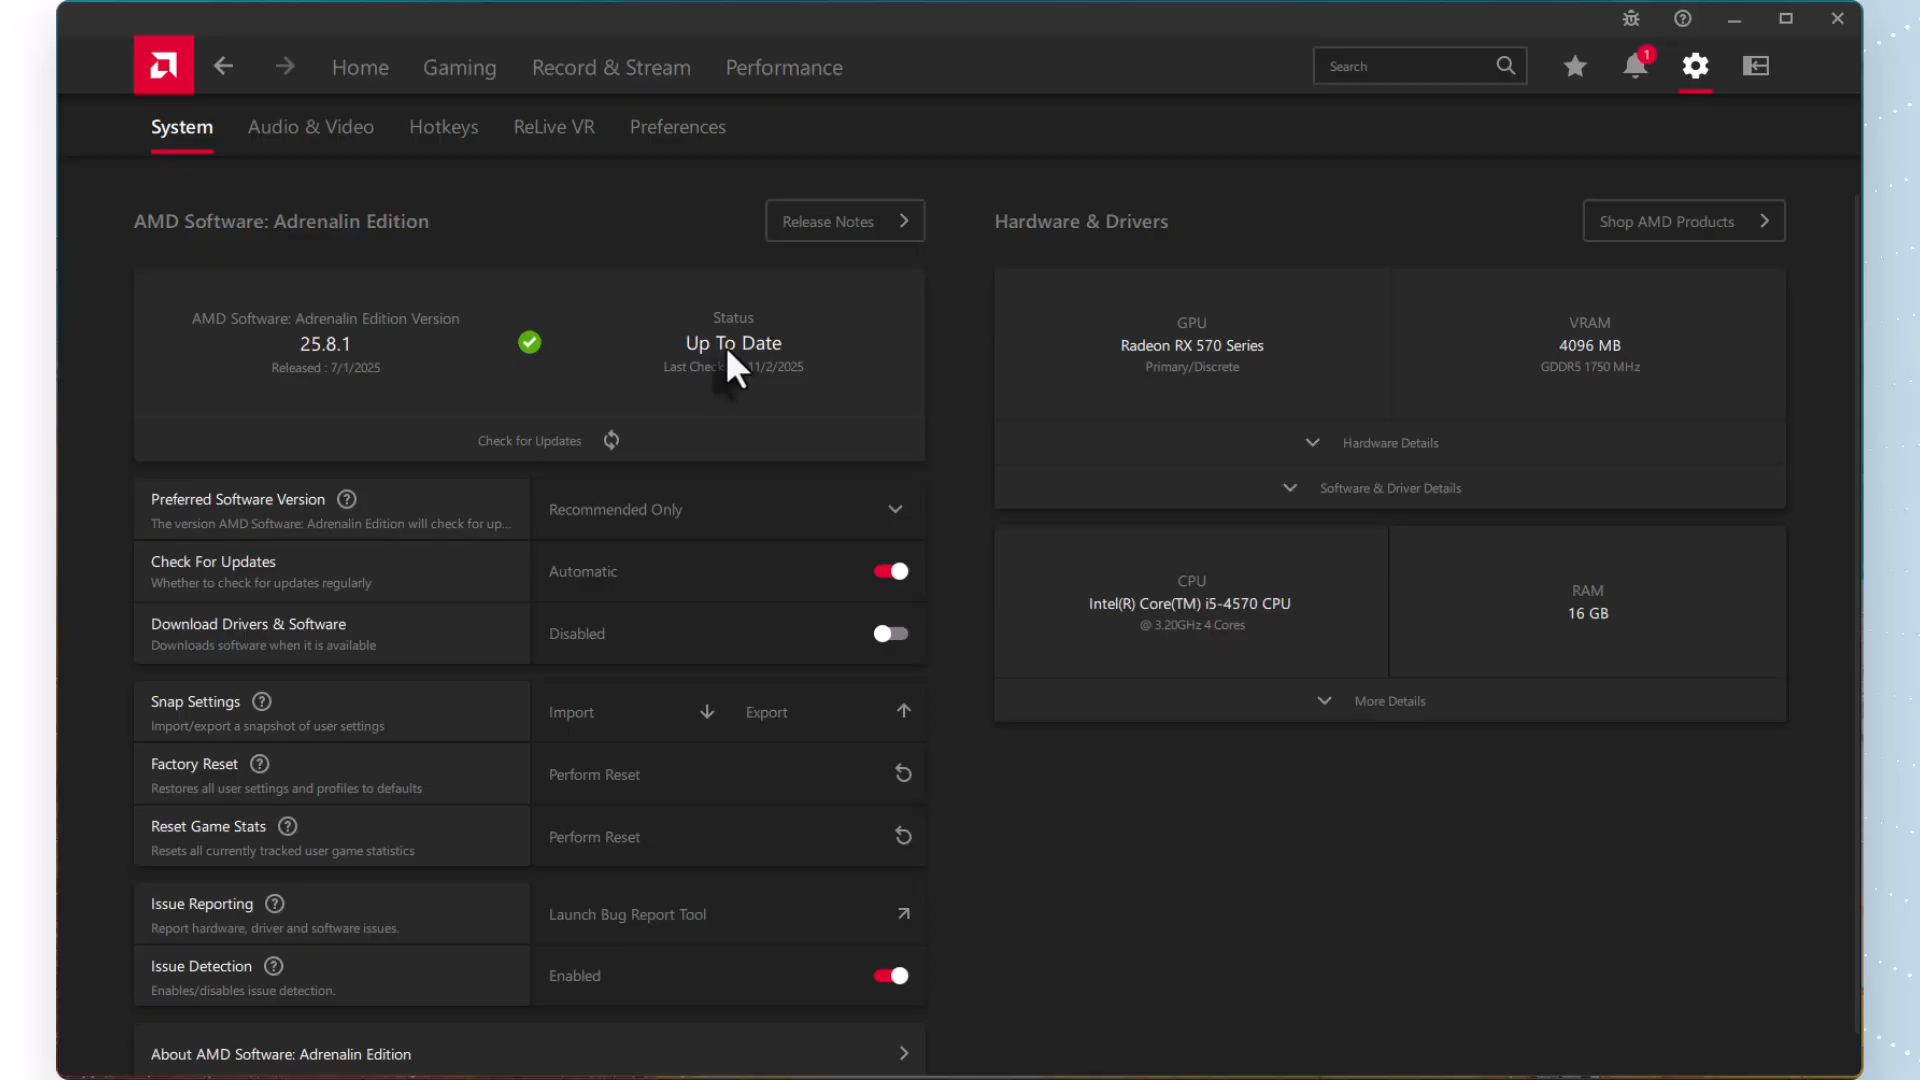 1
Home Gaming Record & Stream Performance
Search
System Audio & Video Hotkeys ReLive VR Preferences
AMD Software: Adrenalin Edition
Release Notes
Hardware & Drivers
Shop AMD Products
AMD Software: Adrenalin Edition Version
25.8.1
Released : 7/1/2025
Status
Up To Date
Last Chec 11/2/2025
Check for Updates
GPU
Radeon RX 570 Series
Primary/Discrete
VRAM
4096 MB
GDDR5 1750 MHz
Hardware Details
Software & Driver Details
Preferred Software Version
The version AMD Software: Adrenalin Edition will check for up...
Recommended Only
Check For Updates
Whether to check for updates regularly
Automatic
Download Drivers & Software
Downloads software when it is available
Disabled
CPU
Intel(R) Core(TM) i5-4570 CPU
@ 3.20GHz 4 Cores
RAM
16 GB
More Details
Snap Settings
Import/export a snapshot of user settings
Import
Export
Factory Reset
Restores all user settings and profiles to defaults
Perform Reset
Reset Game Stats
Resets all currently tracked user game statistics
Perform Reset
Issue Reporting
Report hardware, driver and software issues.
Launch Bug Report Tool
Issue Detection
Enables/disables issue detection.
Enabled
About AMD Software: Adrenalin Edition